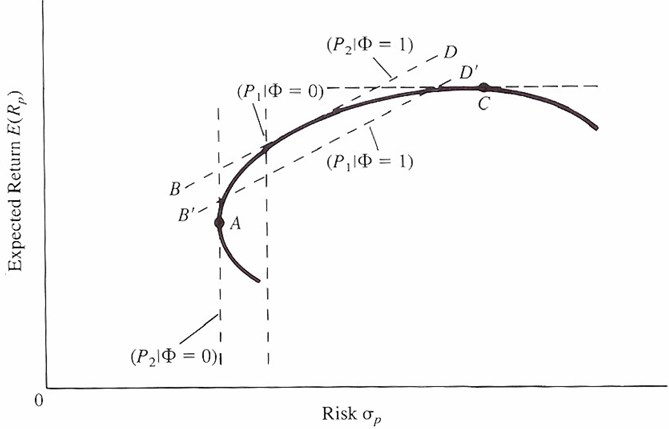 (P₂|Φ = 1)
D
D'
(P₁|Φ = 0)
C
(P₁|Φ = 1)
B
B'
A
(P₂|Φ = 0)
Expected Return E(Rₚ)
0
Risk σₚ